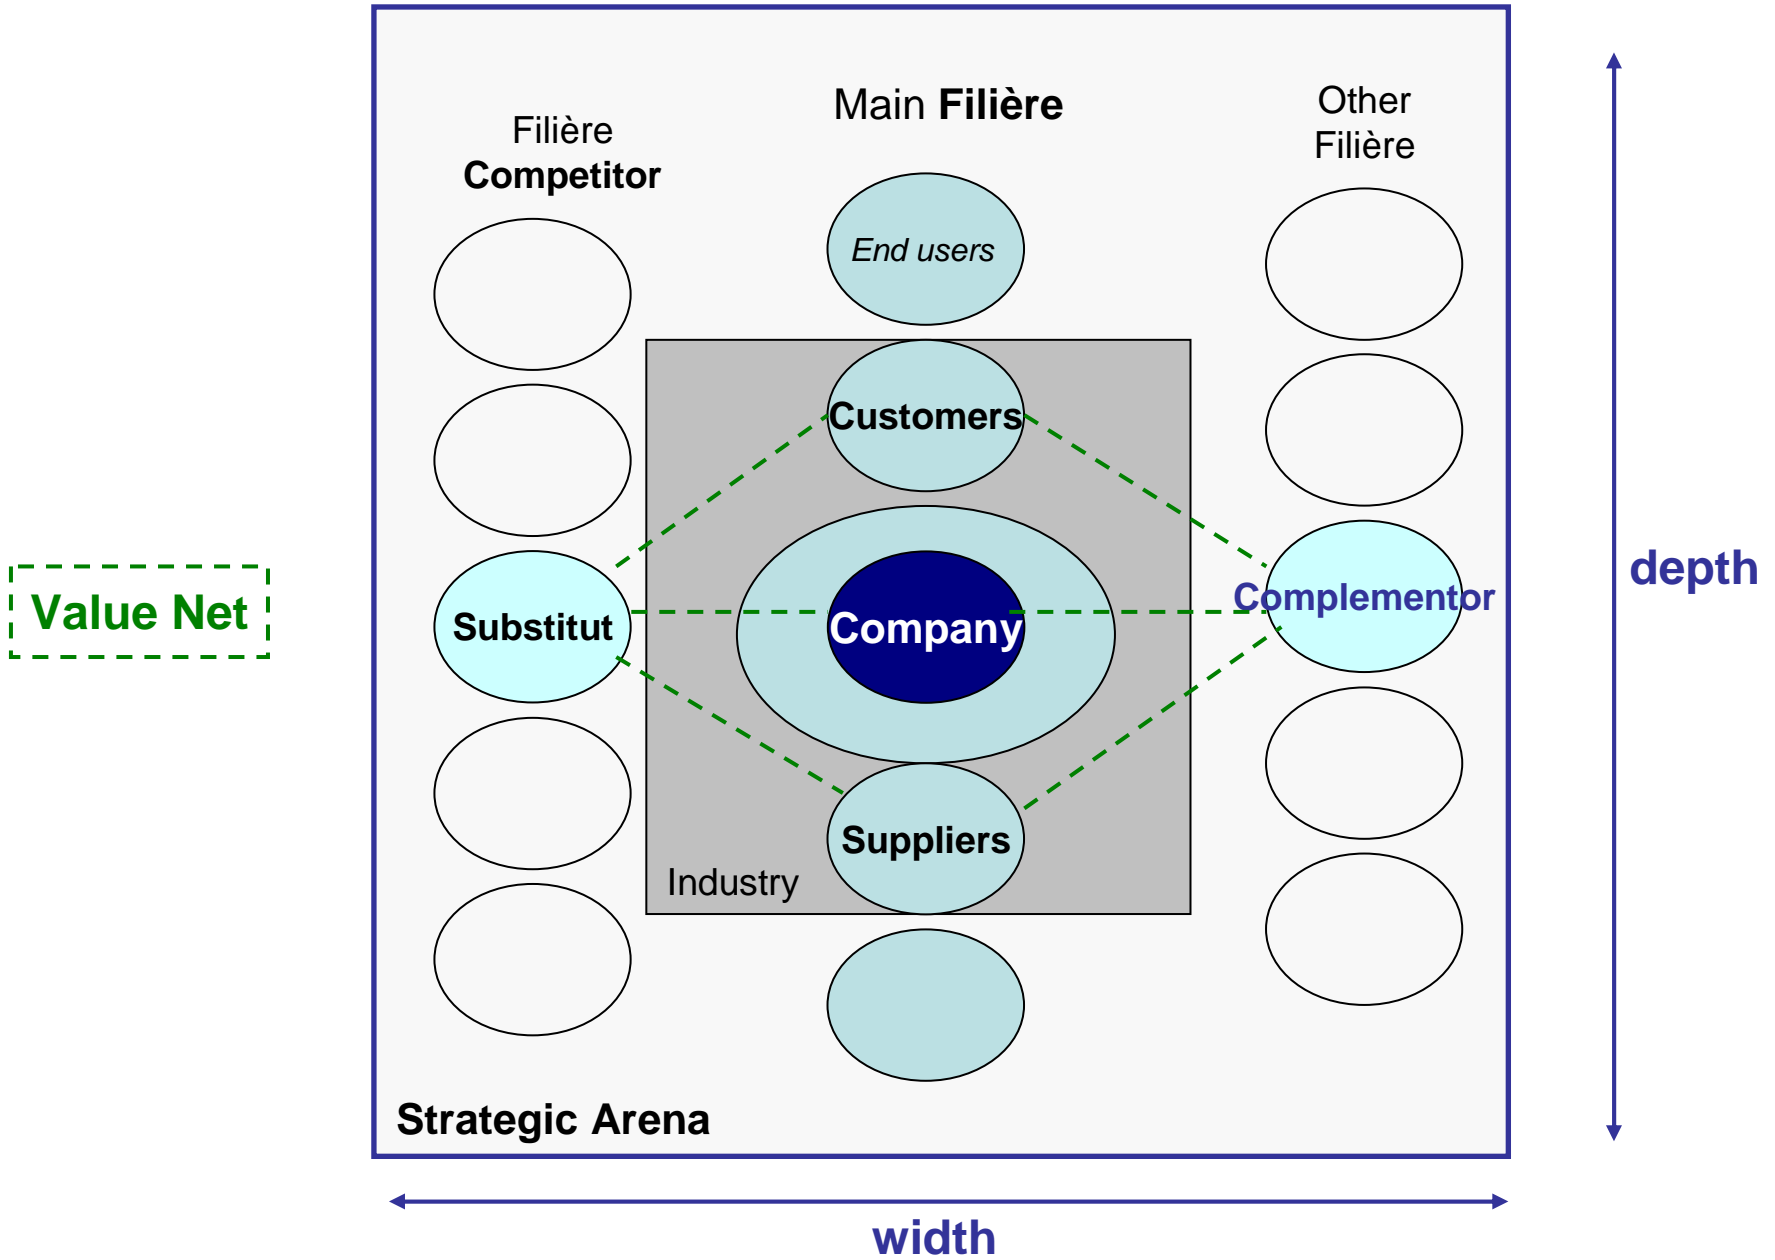 Main Filière
Other
Filière
Filière
Competitor
End users
Customers
Value Net
Substitut
Company
Complementor
depth
Suppliers
Industry
Strategic Arena
width